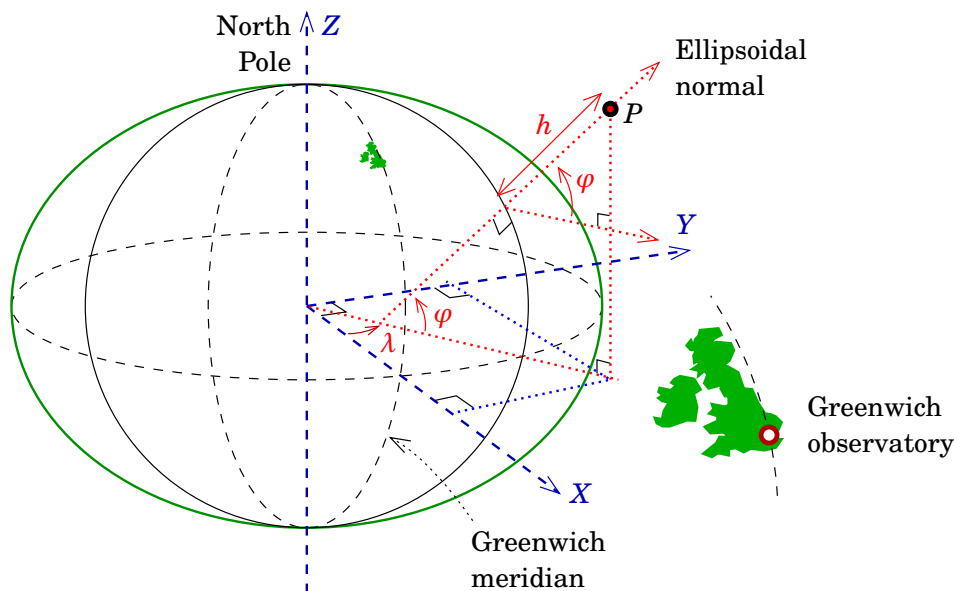 North
Pole
Z
Ellipsoidal
normal
P
h
φ
Y
φ
λ
X
Greenwich
observatory
Greenwich
meridian